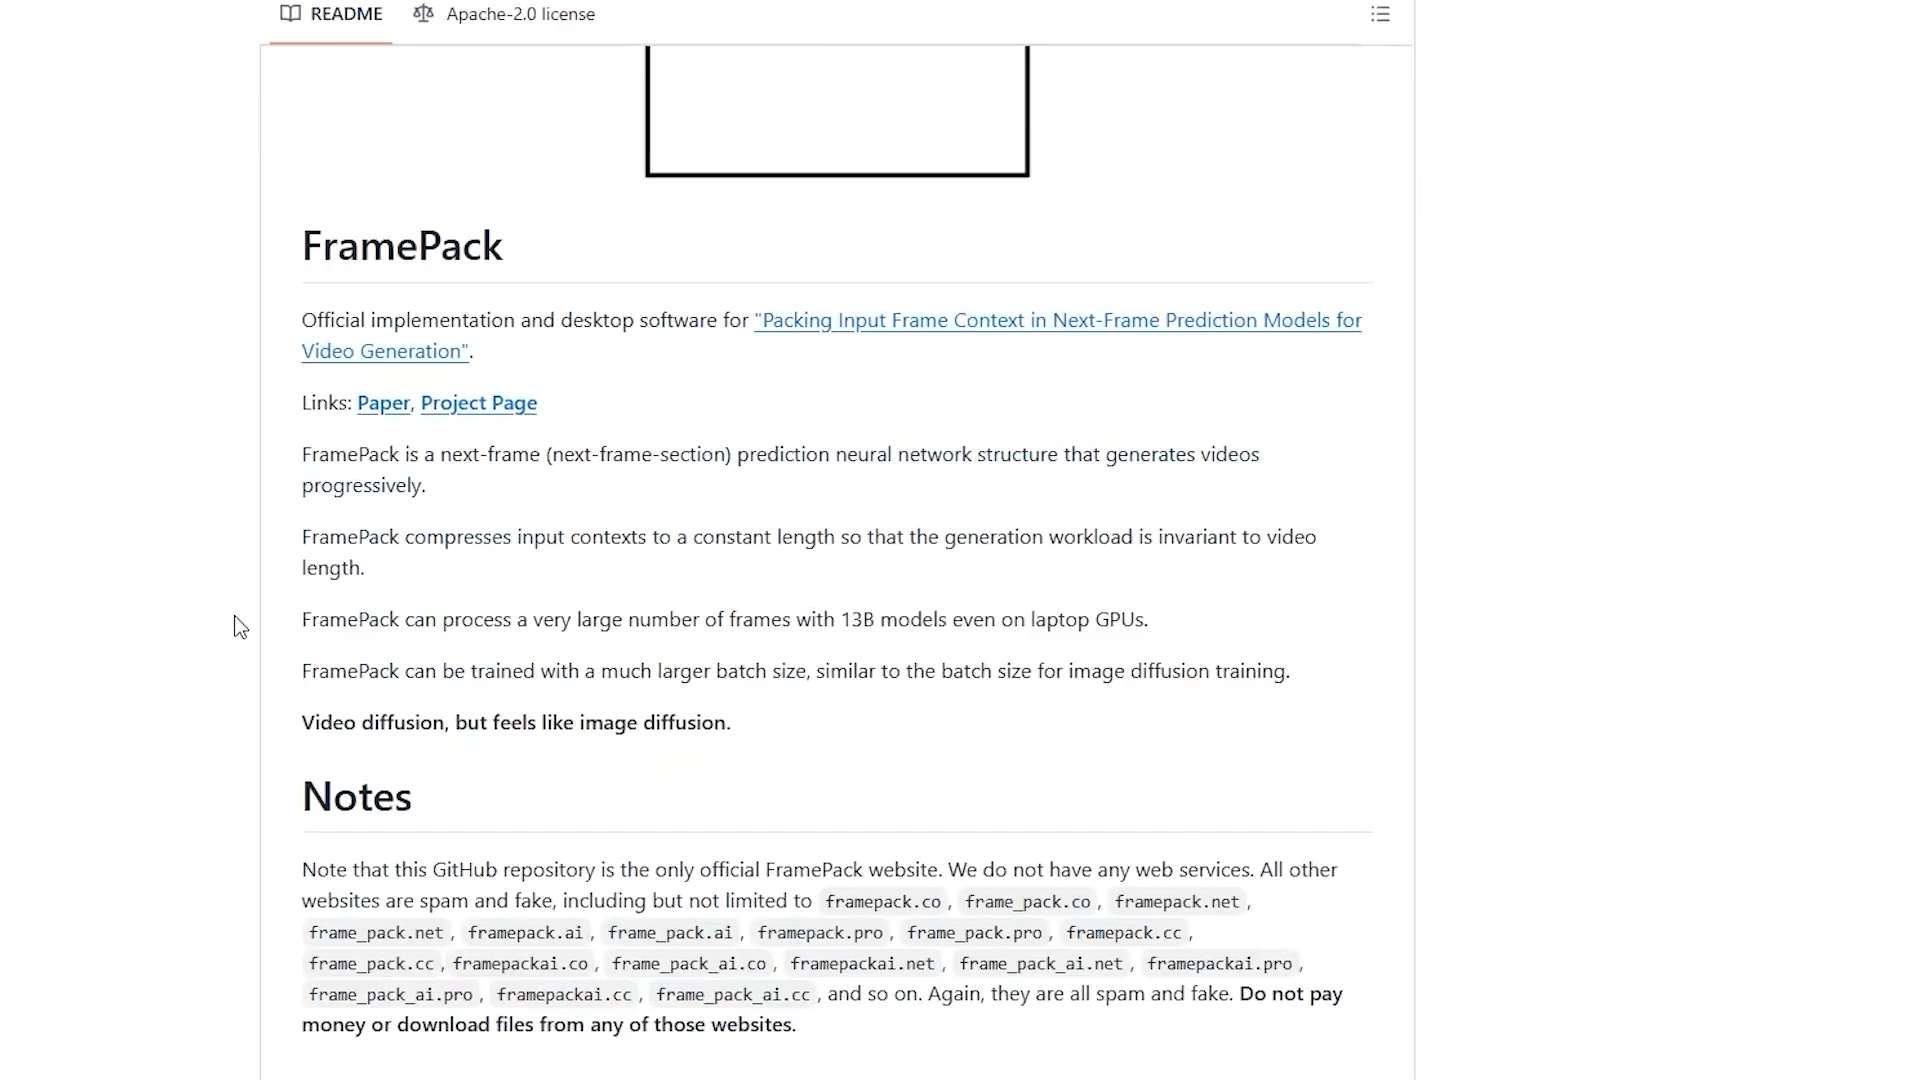 README Apache-2.0 license
FramePack
Official implementation and desktop software for "Packing Input Frame Context in Next-Frame Prediction Models for
Video Generation".
Links: Paper, Project Page
FramePack is a next-frame (next-frame-section) prediction neural network structure that generates videos
progressively.
FramePack compresses input contexts to a constant length so that the generation workload is invariant to video
length.
FramePack can process a very large number of frames with 13B models even on laptop GPUs.
FramePack can be trained with a much larger batch size, similar to the batch size for image diffusion training.
Video diffusion, but feels like image diffusion.
Notes
Note that this GitHub repository is the only official FramePack website. We do not have any web services. All other
websites are spam and fake, including but not limited to framepack.co, frame_pack.co, framepack.net,
frame_pack.net, framepack.ai, frame_pack.ai, framepack.pro, frame_pack.pro, framepack.cc,
frame_pack.cc, framepackai.co, frame_pack_ai.co, framepackai.net, frame_pack_ai.net, framepackai.pro,
frame_pack_ai.pro, framepackai.cc, frame_pack_ai.cc, and so on. Again, they are all spam and fake. Do not pay
money or download files from any of those websites.